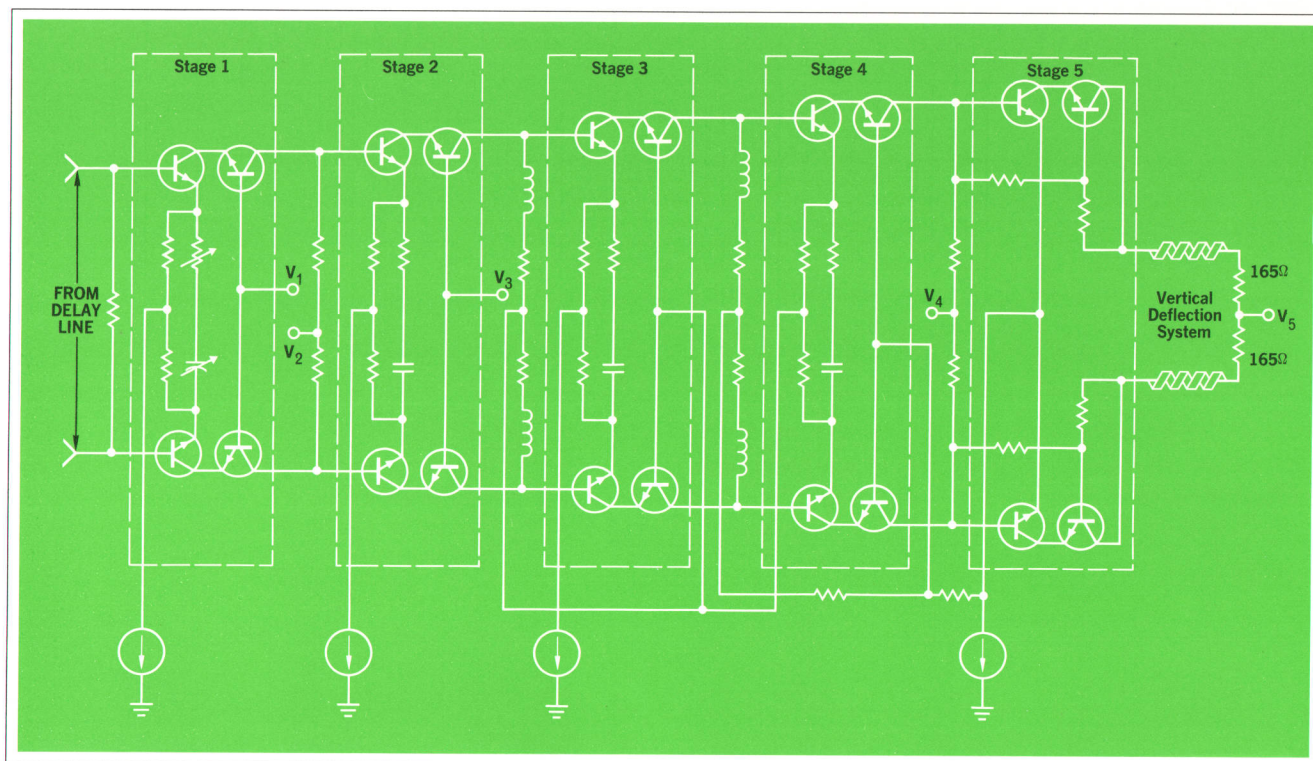 Stage 1
Stage 2
Stage 3
Stage 4
Stage 5
FROM
DELAY
LINE
V1
V2
V3
V4
Vertical
Deflection
System
165Ω
V5
165Ω